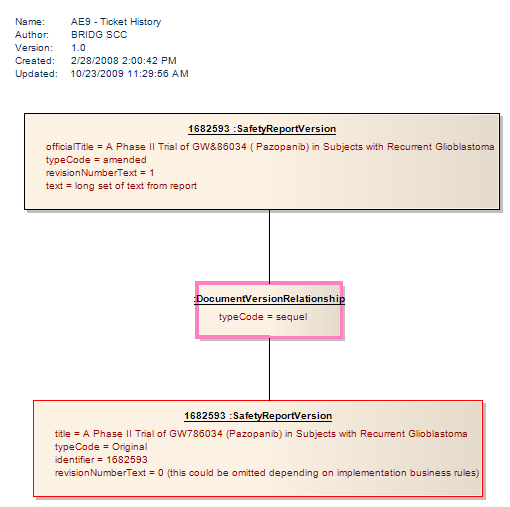 Name: AE9 - Ticket History
Author: BRIDG SCC
Version: 1.0
Created: 2/28/2008 2:00:42 PM
Updated: 10/23/2009 11:29:56 AM
1682593 :SafetyReportVersion
officialTitle = A Phase II Trial of GW&86034 ( Pazopanib) in Subjects with Recurrent Glioblastoma
typeCode = amended
revisionNumberText = 1
text = long set of text from report
:DocumentVersionRelationship
typeCode = sequel
1682593 :SafetyReportVersion
title = A Phase II Trial of GW786034 (Pazopanib) in Subjects with Recurrent Glioblastoma
typeCode = Original
identifier = 1682593
revisionNumberText = 0 (this could be omitted depending on implementation business rules)